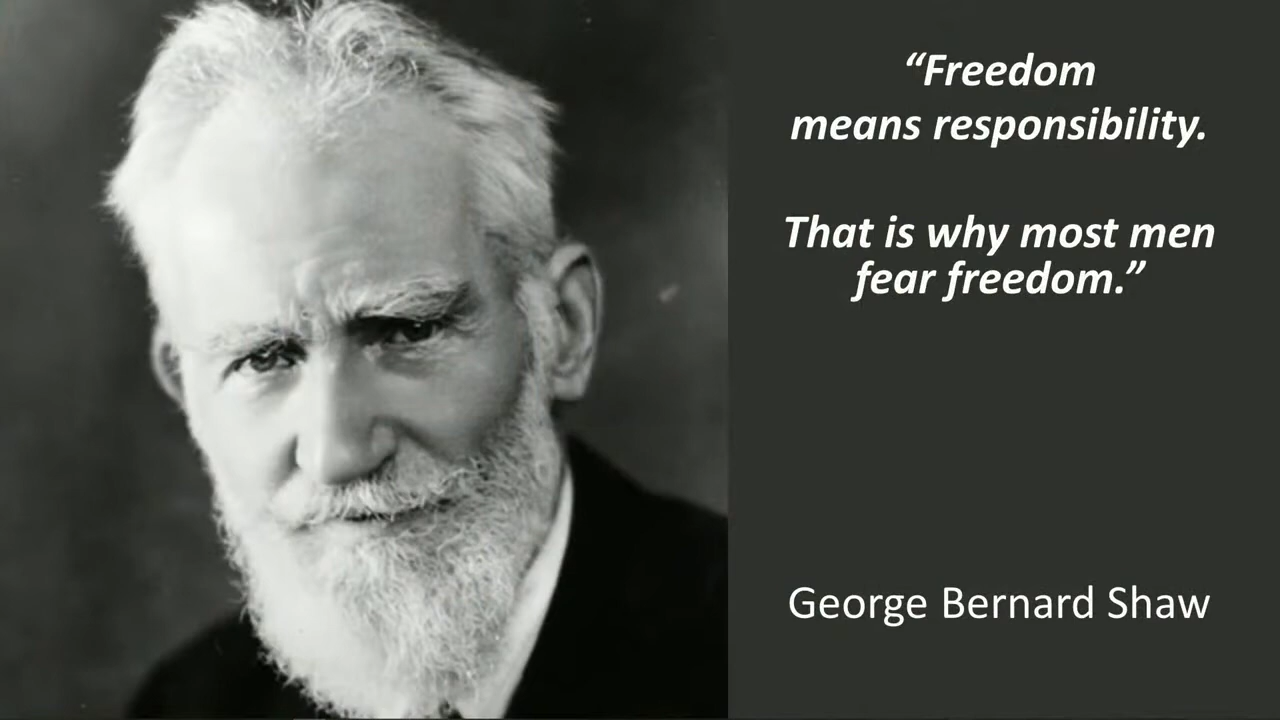 “Freedom
means responsibility.
That is why most men
fear freedom.”
George Bernard Shaw